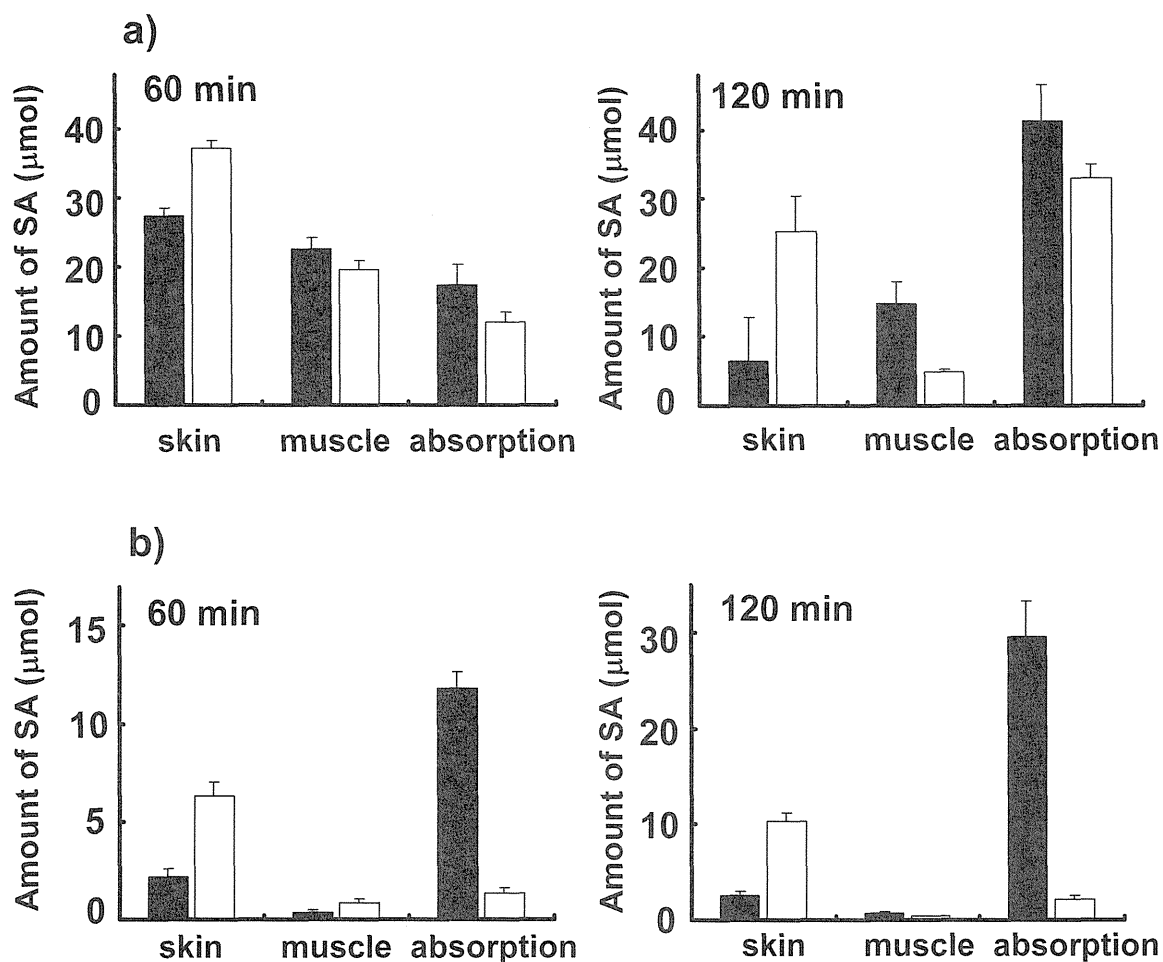 a)
60 min
Amount of SA (μmol)
40
30
20
10
0
skin muscle absorption
120 min
Amount of SA (μmol)
40
30
20
10
0
skin muscle absorption
b)
60 min
Amount of SA (μmol)
15
10
5
0
skin muscle absorption
120 min
Amount of SA (μmol)
30
20
10
0
skin muscle absorption